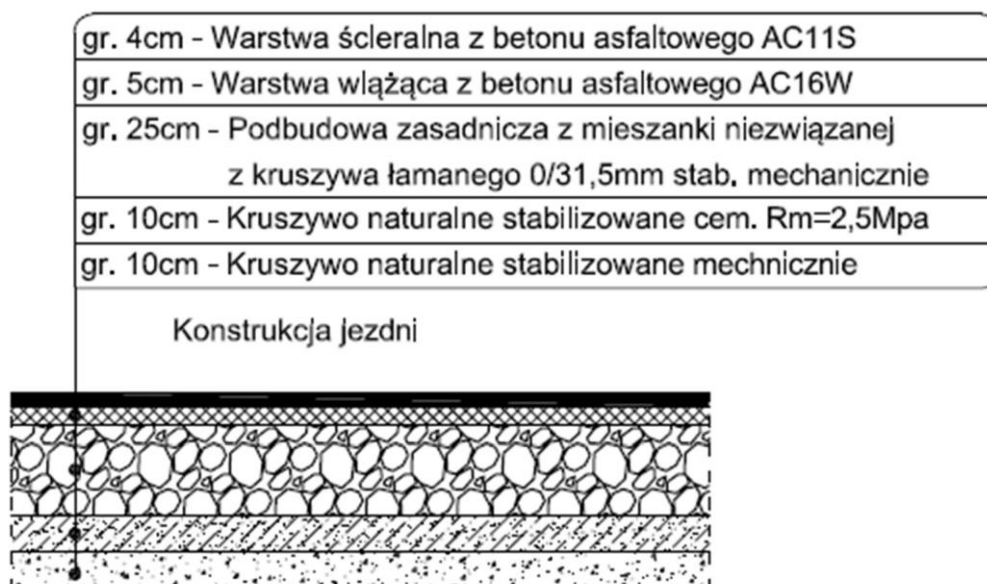 gr. 4cm - Warstwa ścieralna z betonu asfaltowego AC11S
gr. 5cm - Warstwa wlążąca z betonu asfaltowego AC16W
gr. 25cm - Podbudowa zasadnicza z mieszanki niezwiązanej
z kruszywa łamanego 0/31,5mm stab. mechanicznie
gr. 10cm - Kruszywo naturalne stabilizowane cem. Rm=2,5Mpa
gr. 10cm - Kruszywo naturalne stabilizowane mechnicznie
Konstrukcja jezdni